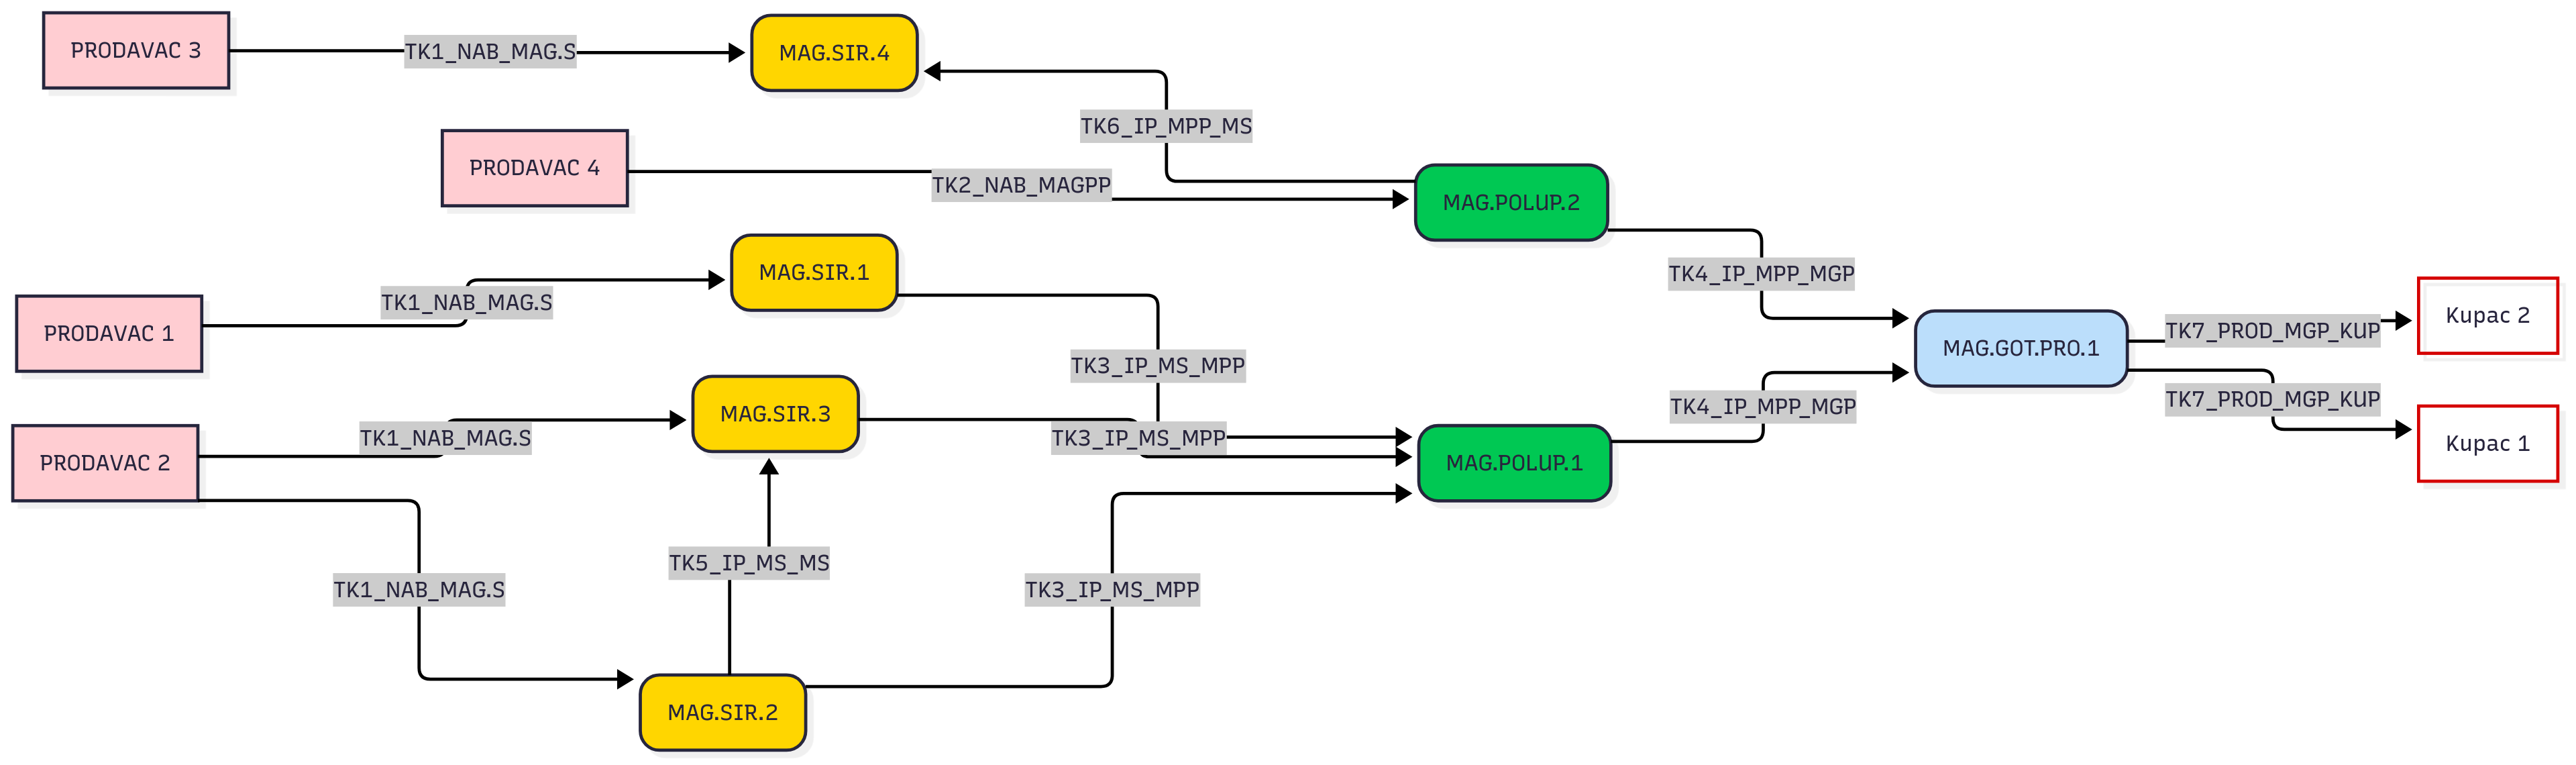 PRODAVAC 3
TK1_NAB_MAG.S
MAG.SIR.4
TK6_IP_MPP_MS
PRODAVAC 4
TK2_NAB_MAGPP
MAG.POLUP.2
MAG.SIR.1
TK4_IP_MPP_MGP
PRODAVAC 1
TK1_NAB_MAG.S
TK3_IP_MS_MPP
MAG.GOT.PRO.1
TK7_PROD_MGP_KUP
Kupac 2
MAG.SIR.3
TK4_IP_MPP_MGP
TK7_PROD_MGP_KUP
Kupac 1
PRODAVAC 2
TK1_NAB_MAG.S
TK3_IP_MS_MPP
MAG.POLUP.1
TK5_IP_MS_MS
TK1_NAB_MAG.S
TK3_IP_MS_MPP
MAG.SIR.2